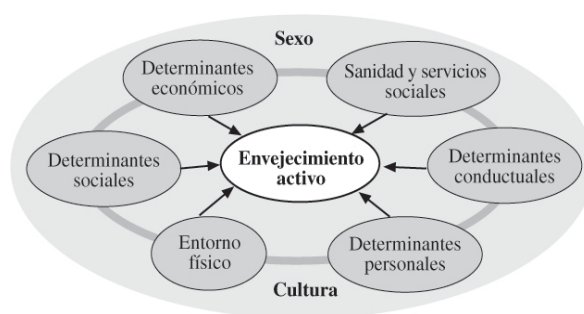 Sexo
Determinantes
económicos
Sanidad y servicios
sociales
Determinantes
sociales
Envejecimiento
activo
Determinantes
conductuales
Entorno
físico
Determinantes
personales
Cultura